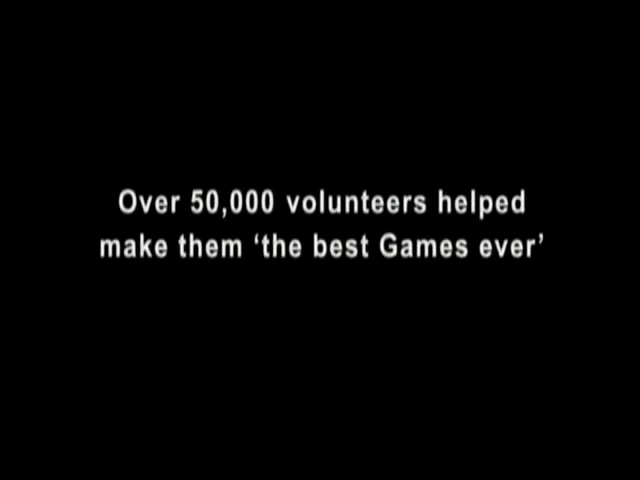 Over 50,000 volunteers helped
make them ‘the best Games ever’